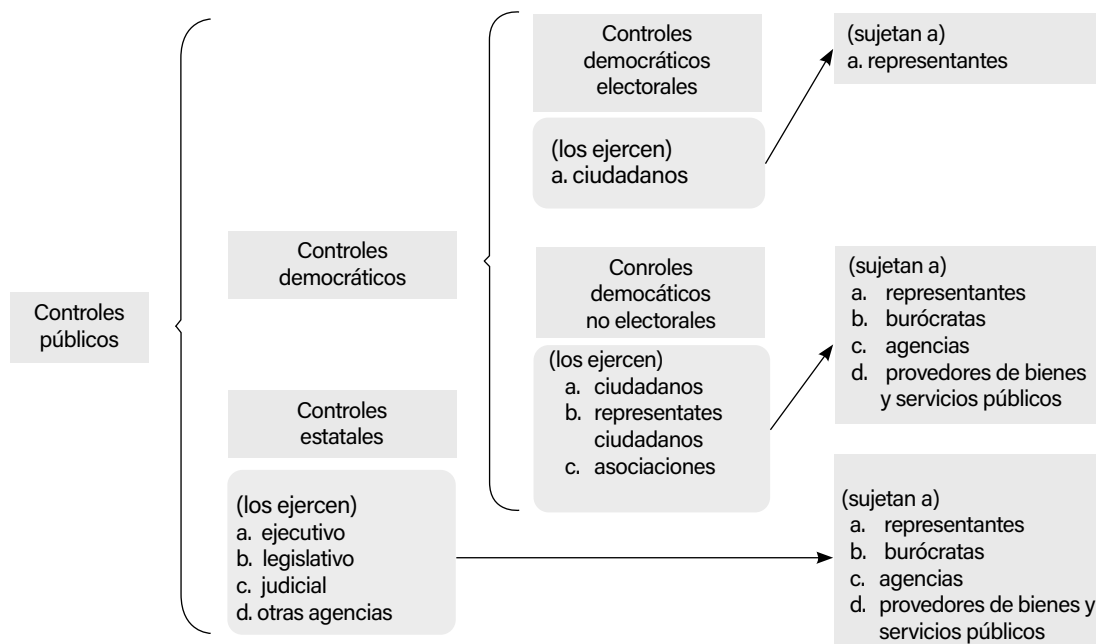 Controles
públicos
Controles
democráticos
Controles
democráticos
electorales
(los ejercen)
a. ciudadanos
(sujetan a)
a. representantes
Conroles
democáticos
no electorales
(los ejercen)
a. ciudadanos
b. representates
ciudadanos
c. asociaciones
(sujetan a)
a. representantes
b. burócratas
c. agencias
d. provedores de bienes
y servicios públicos
Controles
estatales
(los ejercen)
a. ejecutivo
b. legislativo
c. judicial
d. otras agencias
(sujetan a)
a. representantes
b. burócratas
c. agencias
d. provedores de bienes y
servicios públicos